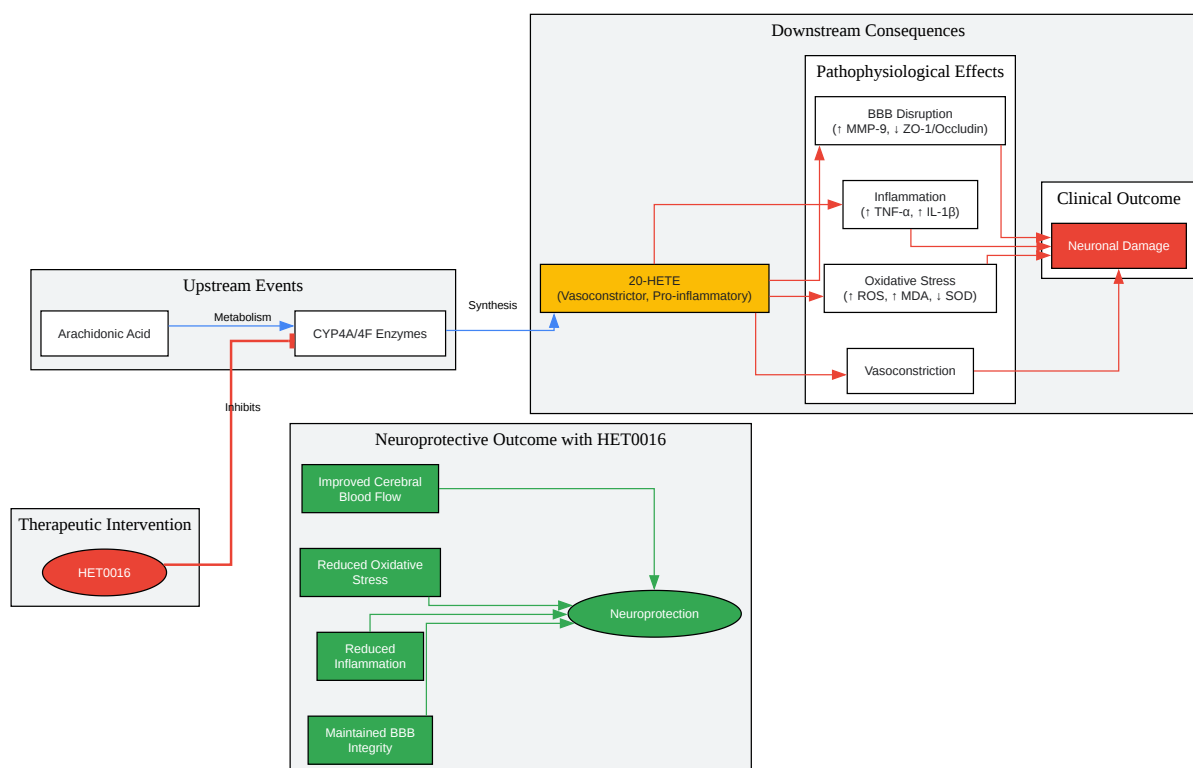 Downstream Consequences
Pathophysiological Effects
BBB Disruption
(↑ MMP-9, ↓ ZO-1/Occludin)
Inflammation
(↑ TNF-α, ↑ IL-1β)
Clinical Outcome
Neuronal Damage
20-HETE
(Vasoconstrictor, Pro-inflammatory)
Oxidative Stress
(↑ ROS, ↑ MDA, ↓ SOD)
Vasoconstriction
Upstream Events
Arachidonic Acid
Metabolism
CYP4A/4F Enzymes
Synthesis
Inhibits
Therapeutic Intervention
HET0016
Neuroprotective Outcome with HET0016
Improved Cerebral
Blood Flow
Reduced Oxidative
Stress
Neuroprotection
Reduced
Inflammation
Maintained BBB
Integrity